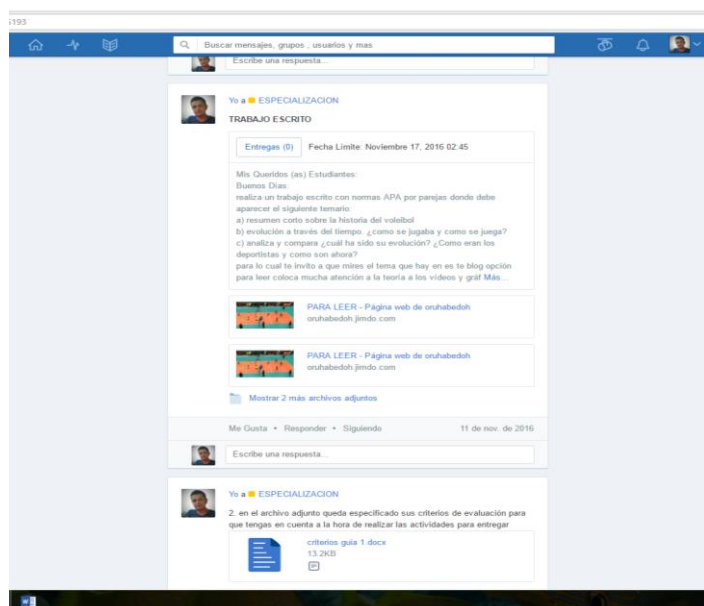 5193
Buscar mensajes, grupos , usuarios y mas
Escribe una respuesta...
Yo a ESPECIALIZACION
TRABAJO ESCRITO
Entregas (0) Fecha Límite: Noviembre 17, 2016 02:45
Mis Queridos (as) Estudiantes:
Buenos Días:
realiza un trabajo escrito con normas APA por parejas donde debe
aparecer el siguiente temario:
a) resumen corto sobre la historia del voleibol
b) evolución a través del tiempo. ¿como se jugaba y como se juega?
c) analiza y compara ¿cuál ha sido su evolución? ¿Como eran los
deportistas y como son ahora?
para lo cual te invito a que mires el tema que hay en es te blog opción
para leer coloca mucha atención a la teoría a los vídeos y gráf Más...
PARA LEER - Página web de oruhabedoh
oruhabedoh.jimdo.com
PARA LEER - Página web de oruhabedoh
oruhabedoh.jimdo.com
Mostrar 2 más archivos adjuntos
Me Gusta • Responder • Siguiendo 11 de nov. de 2016
Escribe una respuesta...
Yo a ESPECIALIZACION
2. en el archivo adjunto queda especificado sus criterios de evaluación para
que tengas en cuenta a la hora de realizar las actividades para entregar
criterios guia 1.docx
13.2KB